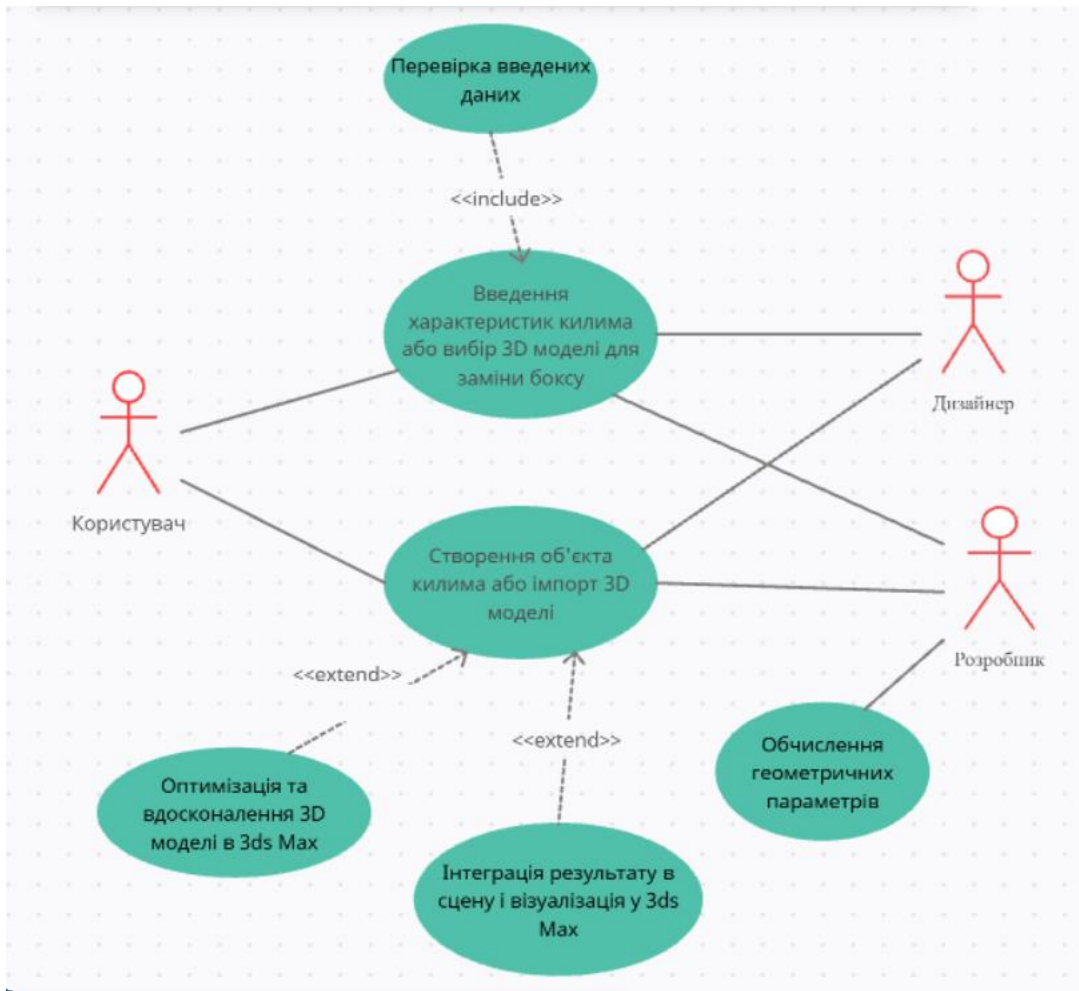 Перевірка введених
даних
<<include>>
Введення
характеристик килима
або вибір 3D моделі для
заміни боксу
Дизайнер
Користувач
Створення об'єкта
килима або імпорт 3D
моделі
Розробник
<<extend>>
<<extend>>
Обчислення
геометричних
параметрів
Оптимізація та
вдосконалення 3D
моделі в 3ds Max
Інтеграція результату в
сцену і візуалізація у 3ds
Max